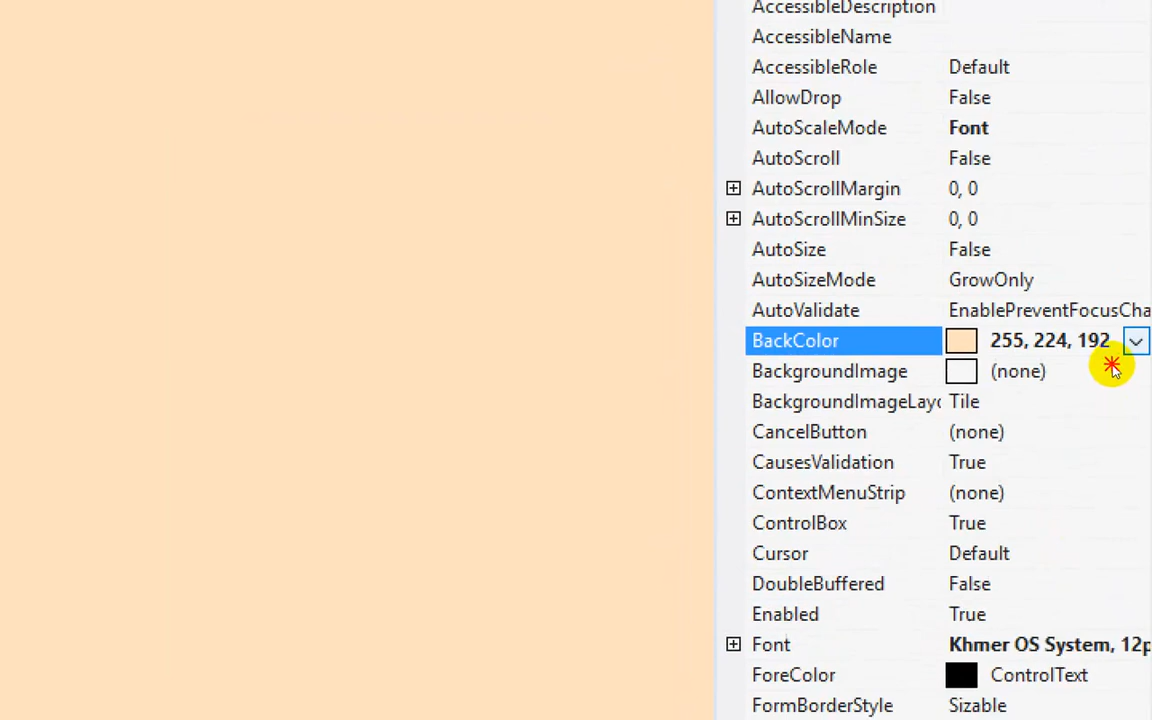 AccessibleDescription
AccessibleName
AccessibleRole Default
AllowDrop False
AutoScaleMode Font
AutoScroll False
AutoScrollMargin 0, 0
AutoScrollMinSize 0, 0
AutoSize False
AutoSizeMode GrowOnly
AutoValidate EnablePreventFocusCha
BackColor 255, 224, 192
BackgroundImage (none)
BackgroundImageLayo Tile
CancelButton (none)
CausesValidation True
ContextMenuStrip (none)
ControlBox True
Cursor Default
DoubleBuffered False
Enabled True
Font Khmer OS System, 12p
ForeColor ControlText
FormBorderStyle Sizable